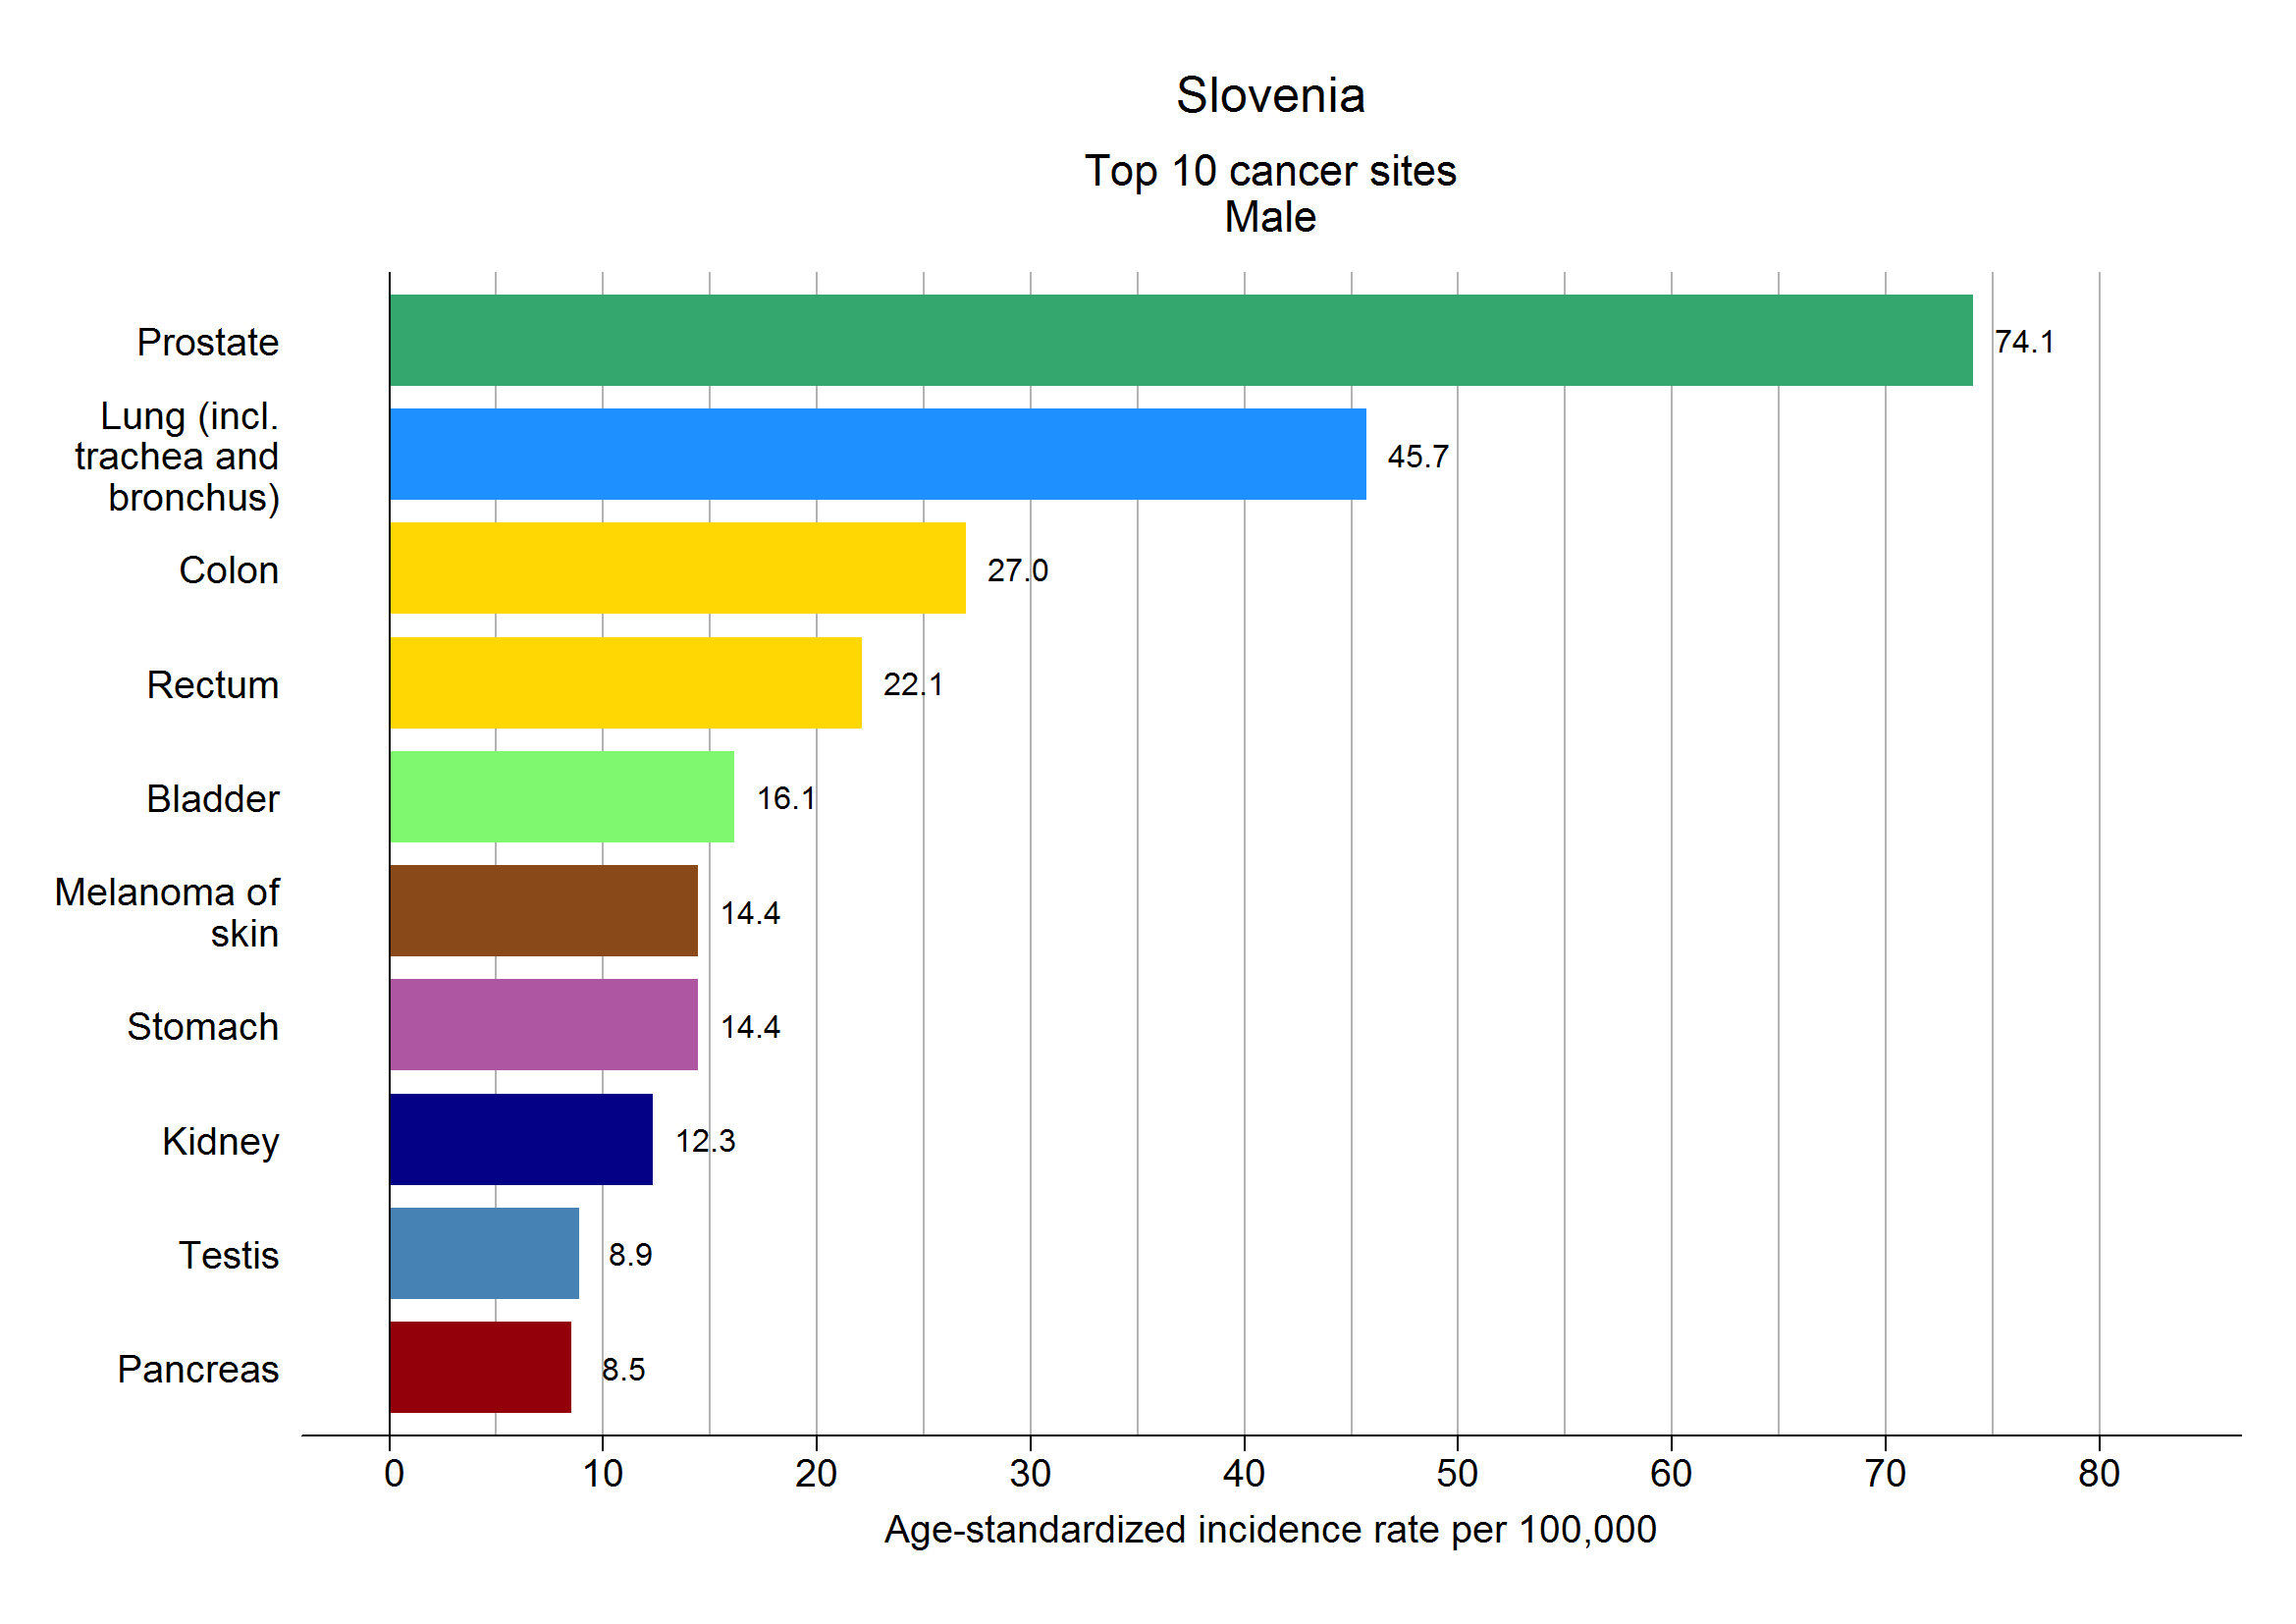 Slovenia
Top 10 cancer sites
Male
Prostate
74.1
Lung (incl.
trachea and
bronchus)
45.7
Colon
27.0
Rectum
22.1
Bladder
16.1
Melanoma of
skin
14.4
Stomach
14.4
Kidney
12.3
Testis
8.9
Pancreas
8.5
0 10 20 30 40 50 60 70 80
Age-standardized incidence rate per 100,000